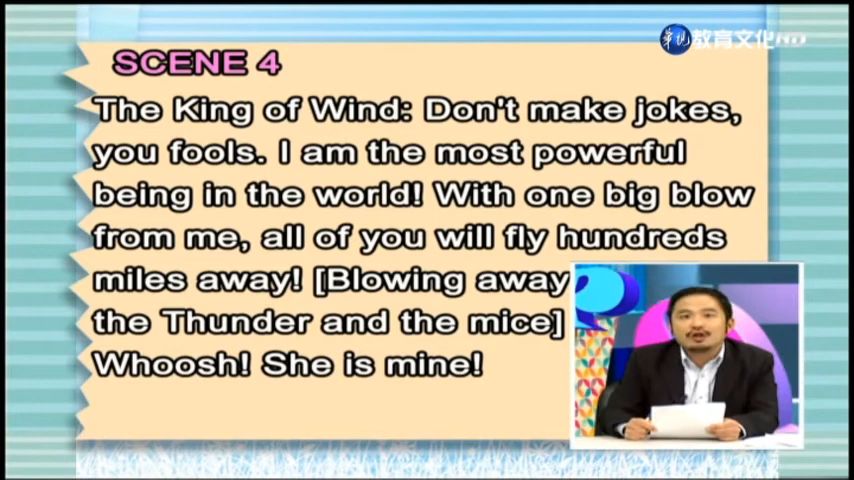 華視教育文化HD
SCENE 4
The King of Wind: Don't make jokes,
you fools. I am the most powerful
being in the world! With one big blow
from me, all of you will fly hundreds
miles away! [Blowing away
the Thunder and the mice]
Whoosh! She is mine!